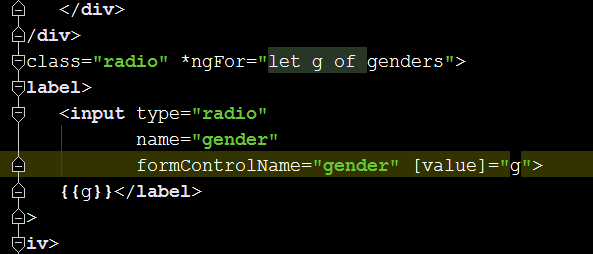 </div>
/div>
class="radio" *ngFor="let g of genders">
label>
<input type="radio"
name="gender"
formControlName="gender" [value]="g">
{{g}}</label>
>
iv>